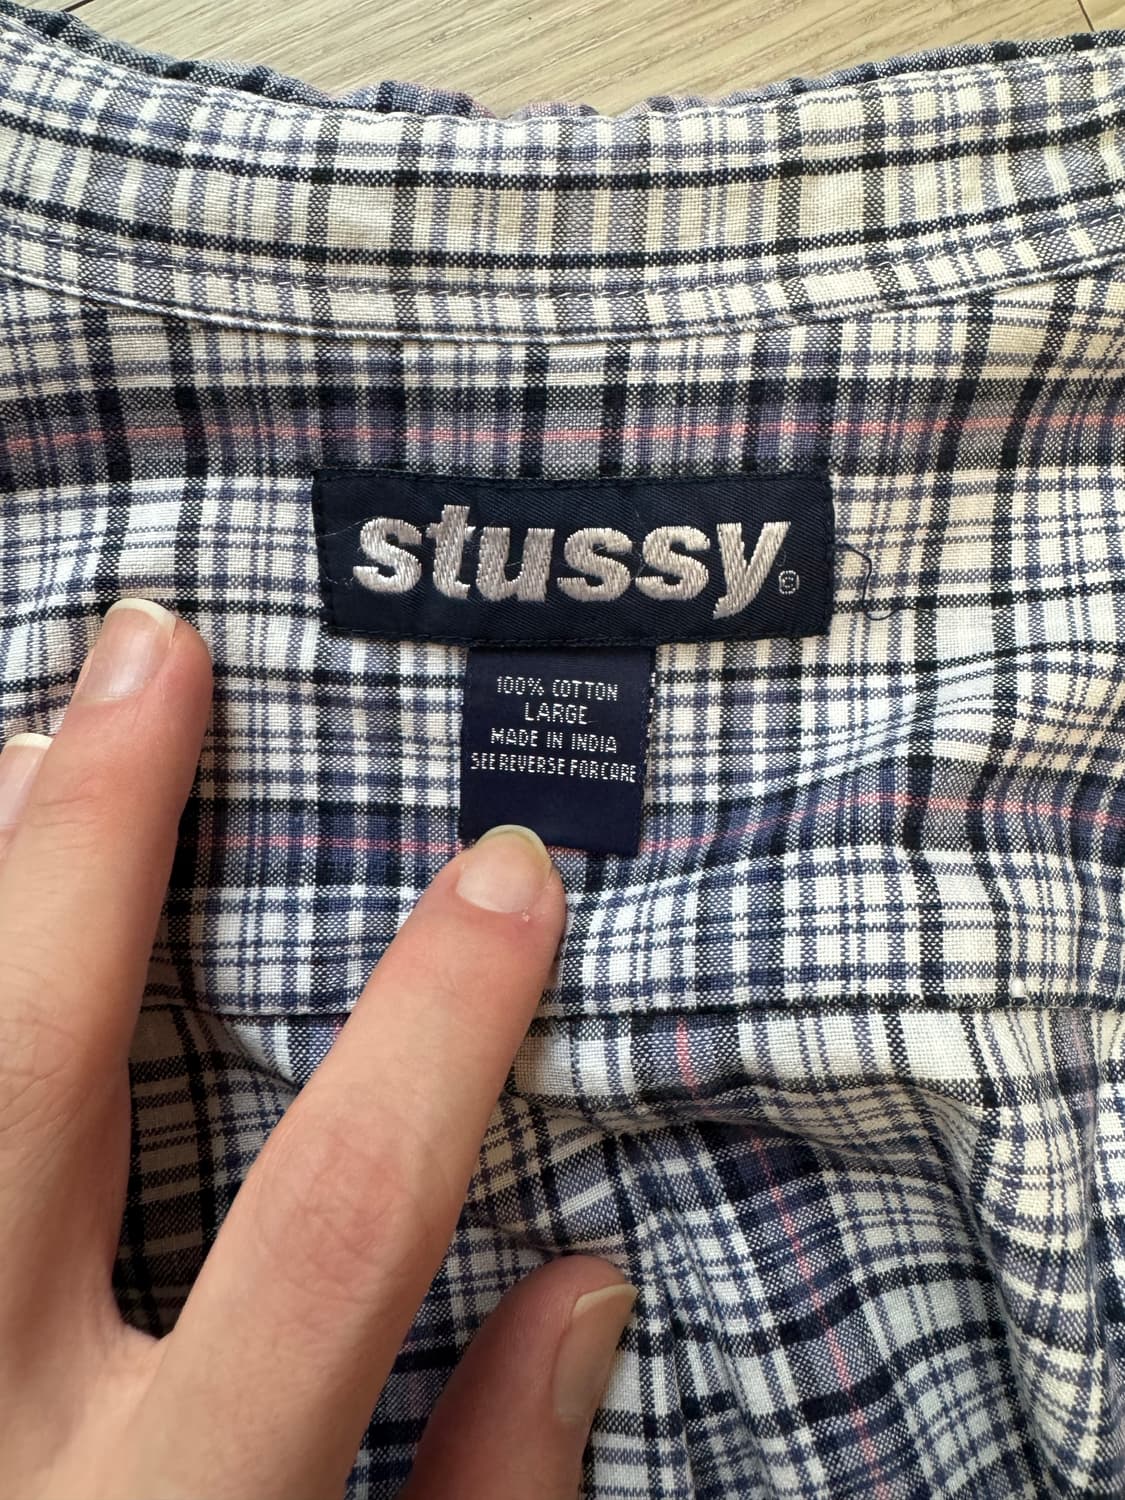 stussy®
100% COTTON
LARGE
MADE IN INDIA
SEE REVERSE FOR CARE